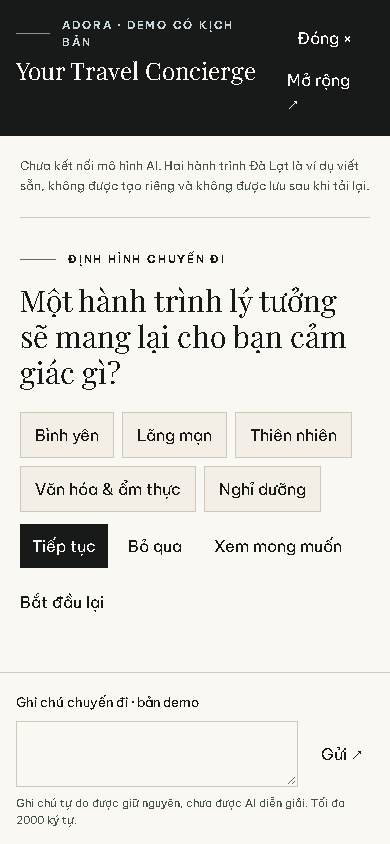 ADORA · DEMO CÓ KỊCH
BẢN
Your Travel Concierge
Đóng ×
Mở rộng
↗
Chưa kết nối mô hình AI. Hai hành trình Đà Lạt là ví dụ viết
sẵn, không được tạo riêng và không được lưu sau khi tải lại.
ĐỊNH HÌNH CHUYẾN ĐI
Một hành trình lý tưởng
sẽ mang lại cho bạn cảm
giác gì?
Bình yên
Lãng mạn
Thiên nhiên
Văn hóa & ẩm thực
Nghỉ dưỡng
Tiếp tục
Bỏ qua
Xem mong muốn
Bắt đầu lại
Ghi chú chuyến đi · bản demo
Gửi ↗
Ghi chú tự do được giữ nguyên, chưa được AI diễn giải. Tối đa
2000 ký tự.